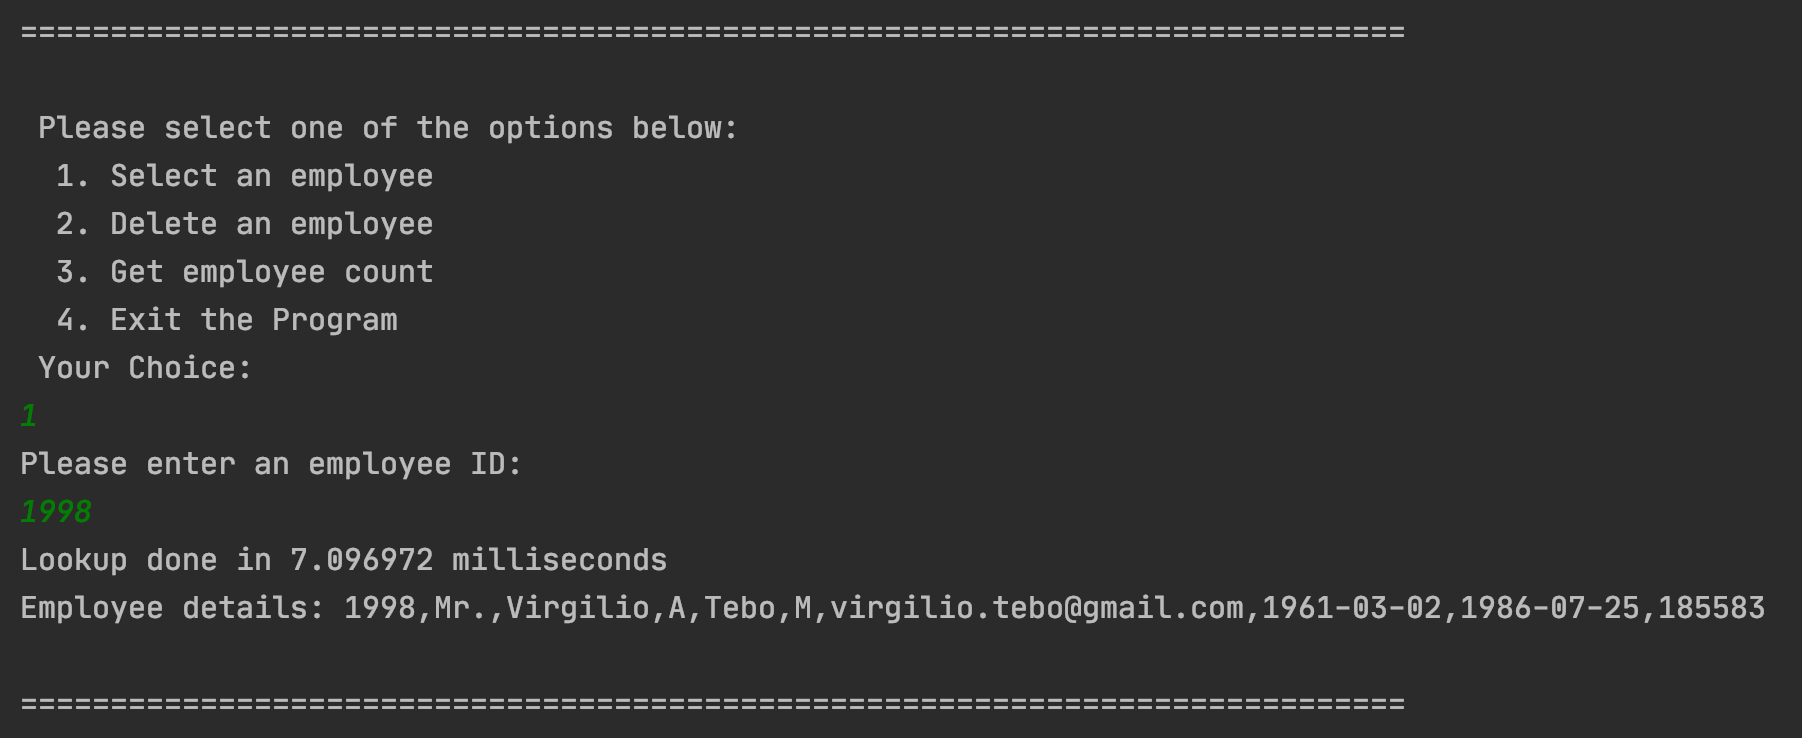 =============================================================================
Please select one of the options below:
1. Select an employee
2. Delete an employee
3. Get employee count
4. Exit the Program
Your Choice:
1
Please enter an employee ID:
1998
Lookup done in 7.096972 milliseconds
Employee details: 1998,Mr.,Virgilio,A,Tebo,M,virgilio.tebo@gmail.com,1961-03-02,1986-07-25,185583
=============================================================================